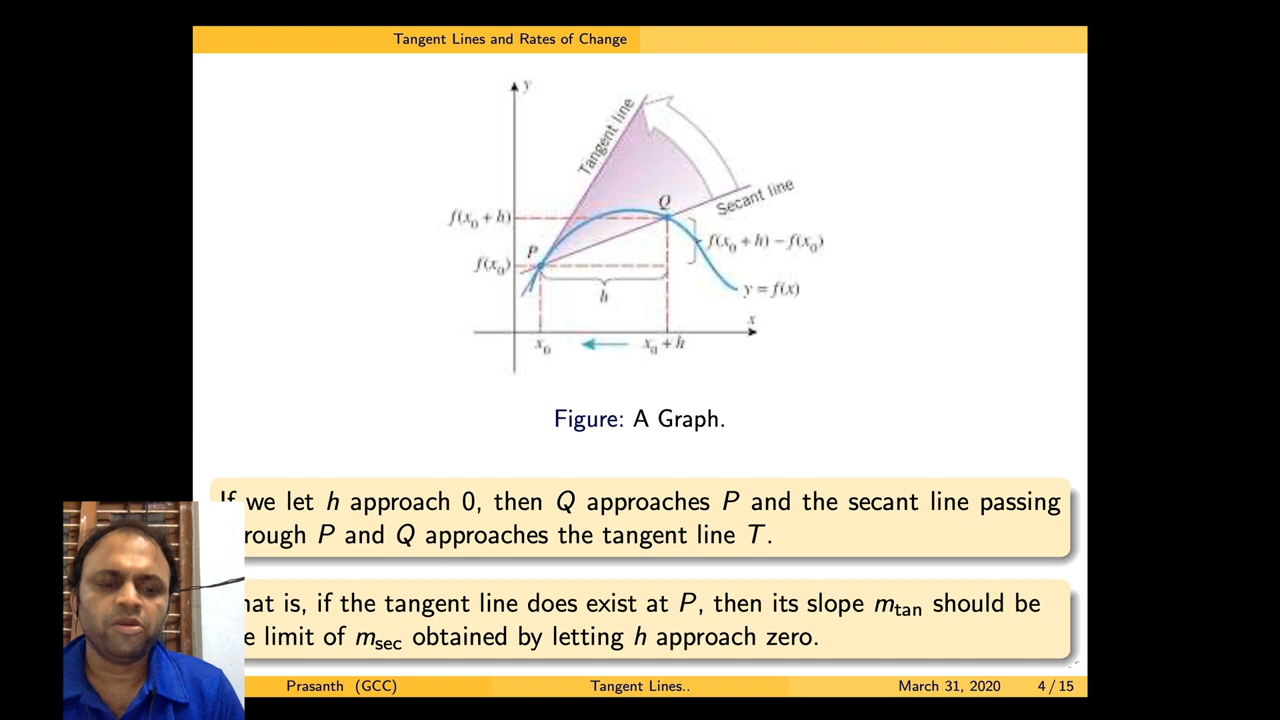 Tangent Lines and Rates of Change
y
Tangent line
Secant line
Q
f(x₀ + h)
f(x₀ + h) − f(x₀)
P
f(x₀)
y = f(x)
h
x
x₀
x₀ + h
Figure: A Graph.
If we let h approach 0, then Q approaches P and the secant line passing
rough P and Q approaches the tangent line T.
hat is, if the tangent line does exist at P, then its slope mtan should be
e limit of msec obtained by letting h approach zero.
Prasanth (GCC) Tangent Lines.. March 31, 2020 4 / 15